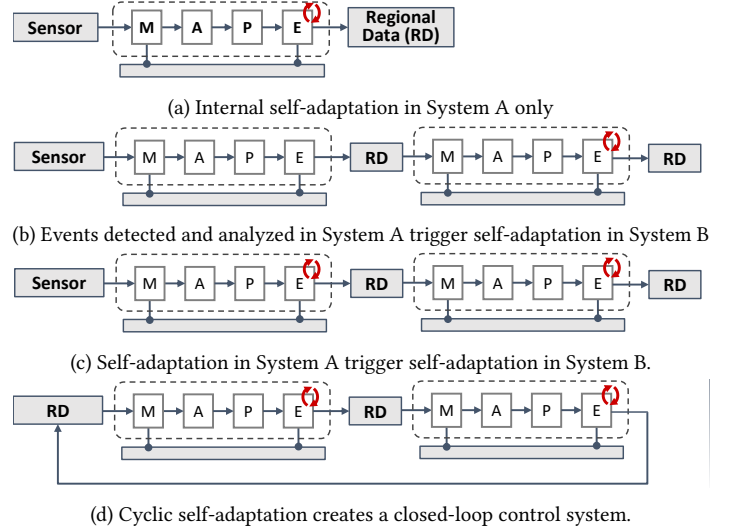 Sensor M A P E Regional
Data (RD)
(a) Internal self-adaptation in System A only
Sensor M A P E RD M A P E RD
(b) Events detected and analyzed in System A trigger self-adaptation in System B
Sensor M A P E RD M A P E RD
(c) Self-adaptation in System A trigger self-adaptation in System B.
RD M A P E RD M A P E
(d) Cyclic self-adaptation creates a closed-loop control system.